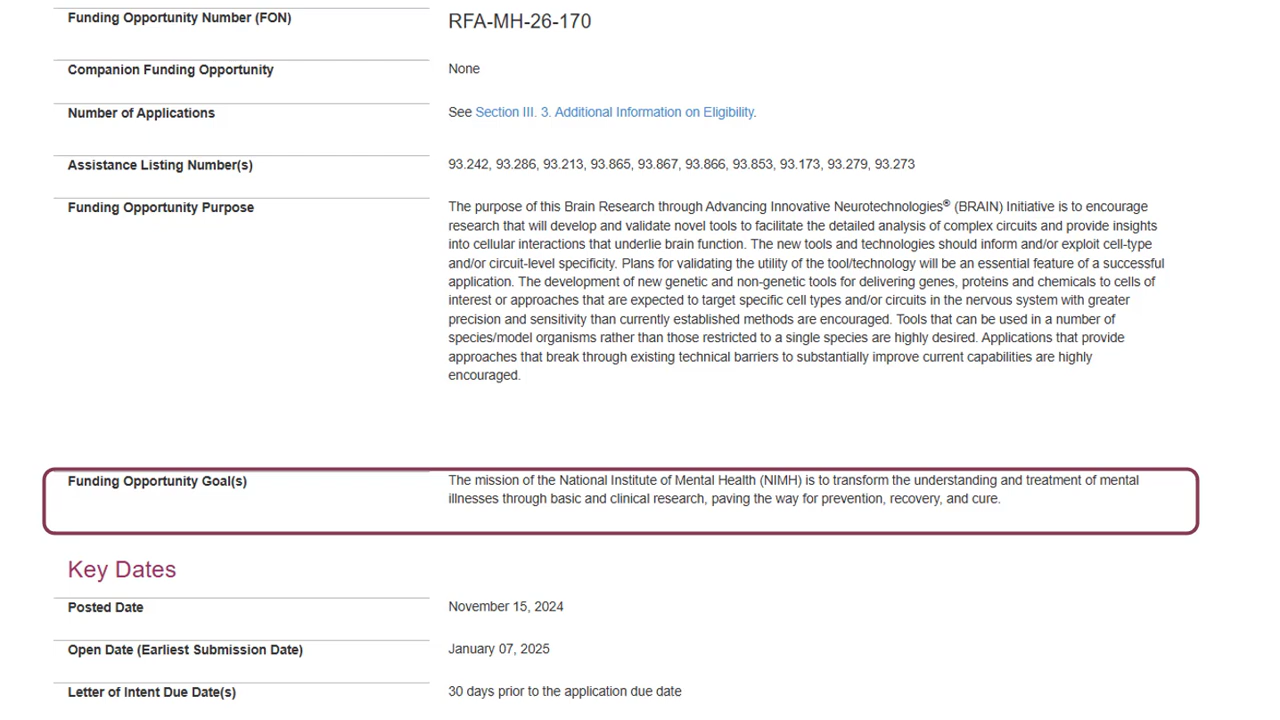 Funding Opportunity Number (FON)
RFA-MH-26-170
Companion Funding Opportunity
None
Number of Applications
See Section III. 3. Additional Information on Eligibility.
Assistance Listing Number(s)
93.242, 93.286, 93.213, 93.865, 93.867, 93.866, 93.853, 93.173, 93.279, 93.273
Funding Opportunity Purpose
The purpose of this Brain Research through Advancing Innovative Neurotechnologies® (BRAIN) Initiative is to encourage
research that will develop and validate novel tools to facilitate the detailed analysis of complex circuits and provide insights
into cellular interactions that underlie brain function. The new tools and technologies should inform and/or exploit cell-type
and/or circuit-level specificity. Plans for validating the utility of the tool/technology will be an essential feature of a successful
application. The development of new genetic and non-genetic tools for delivering genes, proteins and chemicals to cells of
interest or approaches that are expected to target specific cell types and/or circuits in the nervous system with greater
precision and sensitivity than currently established methods are encouraged. Tools that can be used in a number of
species/model organisms rather than those restricted to a single species are highly desired. Applications that provide
approaches that break through existing technical barriers to substantially improve current capabilities are highly
encouraged.
Funding Opportunity Goal(s)
The mission of the National Institute of Mental Health (NIMH) is to transform the understanding and treatment of mental
illnesses through basic and clinical research, paving the way for prevention, recovery, and cure.
Key Dates
Posted Date
November 15, 2024
Open Date (Earliest Submission Date)
January 07, 2025
Letter of Intent Due Date(s)
30 days prior to the application due date